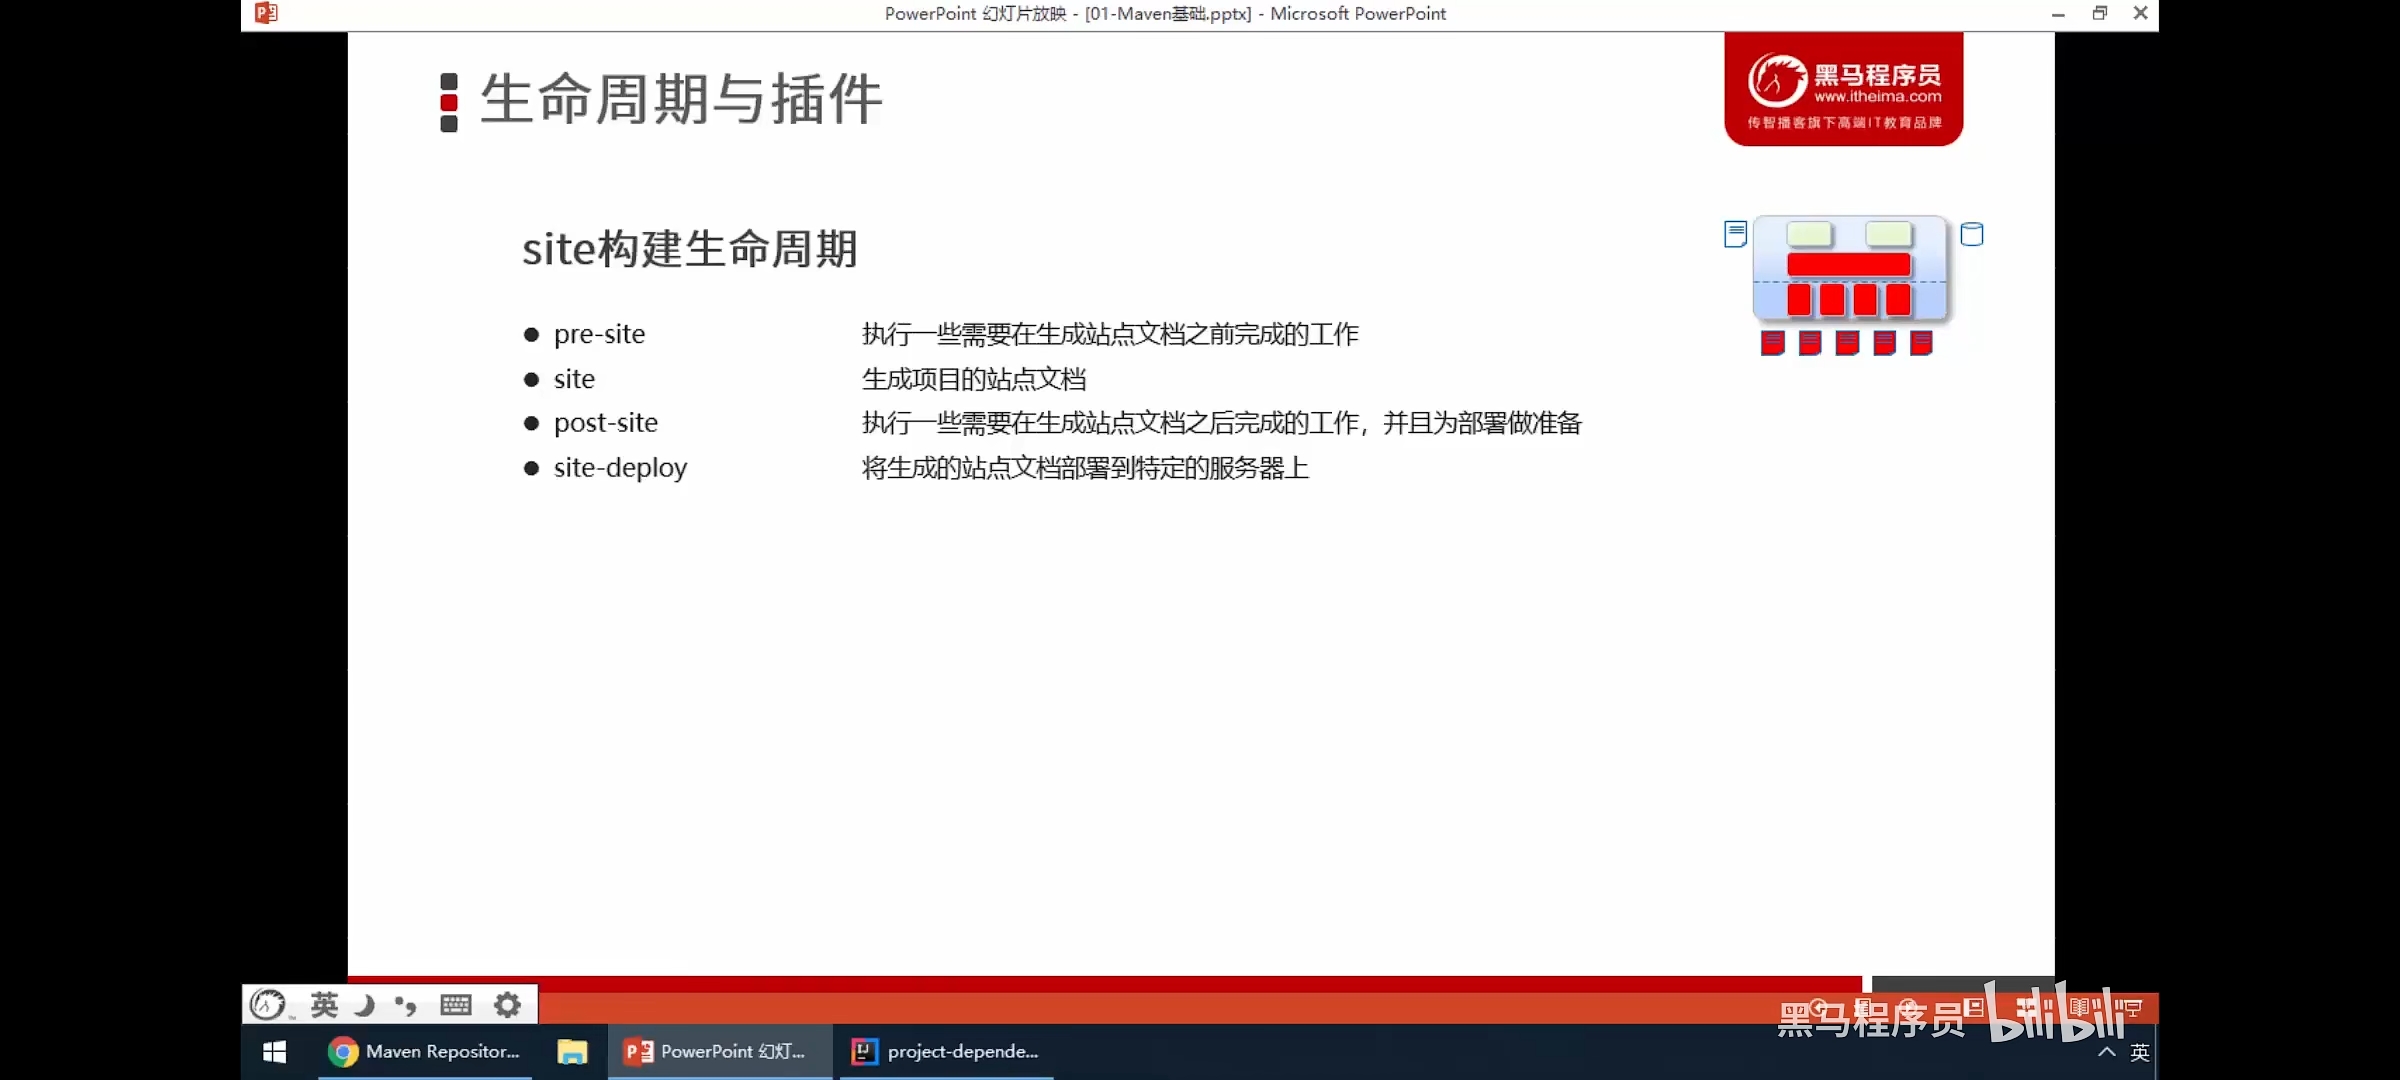 PowerPoint 幻灯片放映 - [01-Maven基础.pptx] - Microsoft PowerPoint
生命周期与插件
黑马程序员
www.itheima.com
传智播客旗下高端IT教育品牌
site构建生命周期
pre-site 执行一些需要在生成站点文档之前完成的工作
site 生成项目的站点文档
post-site 执行一些需要在生成站点文档之后完成的工作，并且为部署做准备
site-deploy 将生成的站点文档部署到特定的服务器上
英
黑马程序员 bilibili
Maven Repositor... PowerPoint 幻灯... project-depende... 英